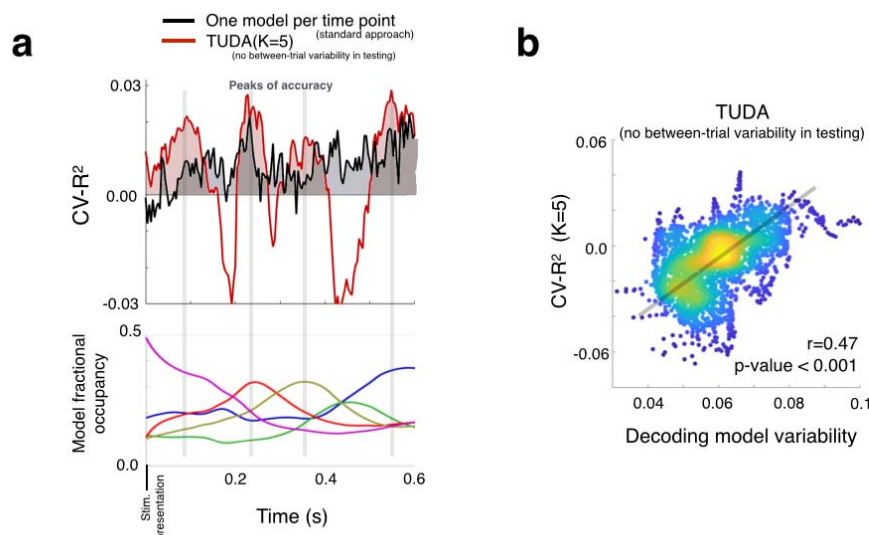 a
One model per time point
(standard approach)
TUDA(K=5)
(no between-trial variability in testing)
Peaks of accuracy
0.03
0.00
-0.03
CV-R²
0.5
0.0
Model fractional
occupancy
0.2
0.4
0.6
Stim.
presentation
Time (s)
b
TUDA
(no between-trial variability in testing)
0.06
0.0
-0.06
CV-R² (K=5)
r=0.47
p-value < 0.001
0.04
0.06
0.08
0.1
Decoding model variability